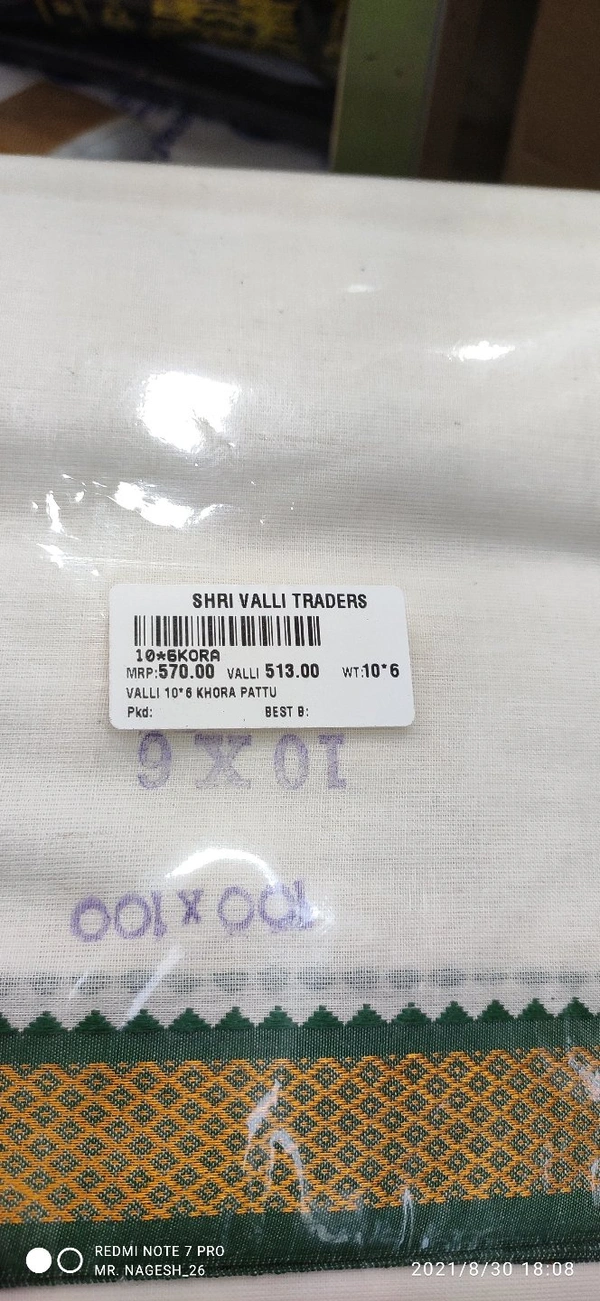 SHRI VALLI TRADERS
10*6KORA
MRP:570.00 VALLI 513.00 WT:10*6
VALLI 10*6 KHORA PATTU
Pkd: BEST B:
10 X 6
100 X 100
REDMI NOTE 7 PRO
MR. NAGESH_26
2021/8/30 18:08